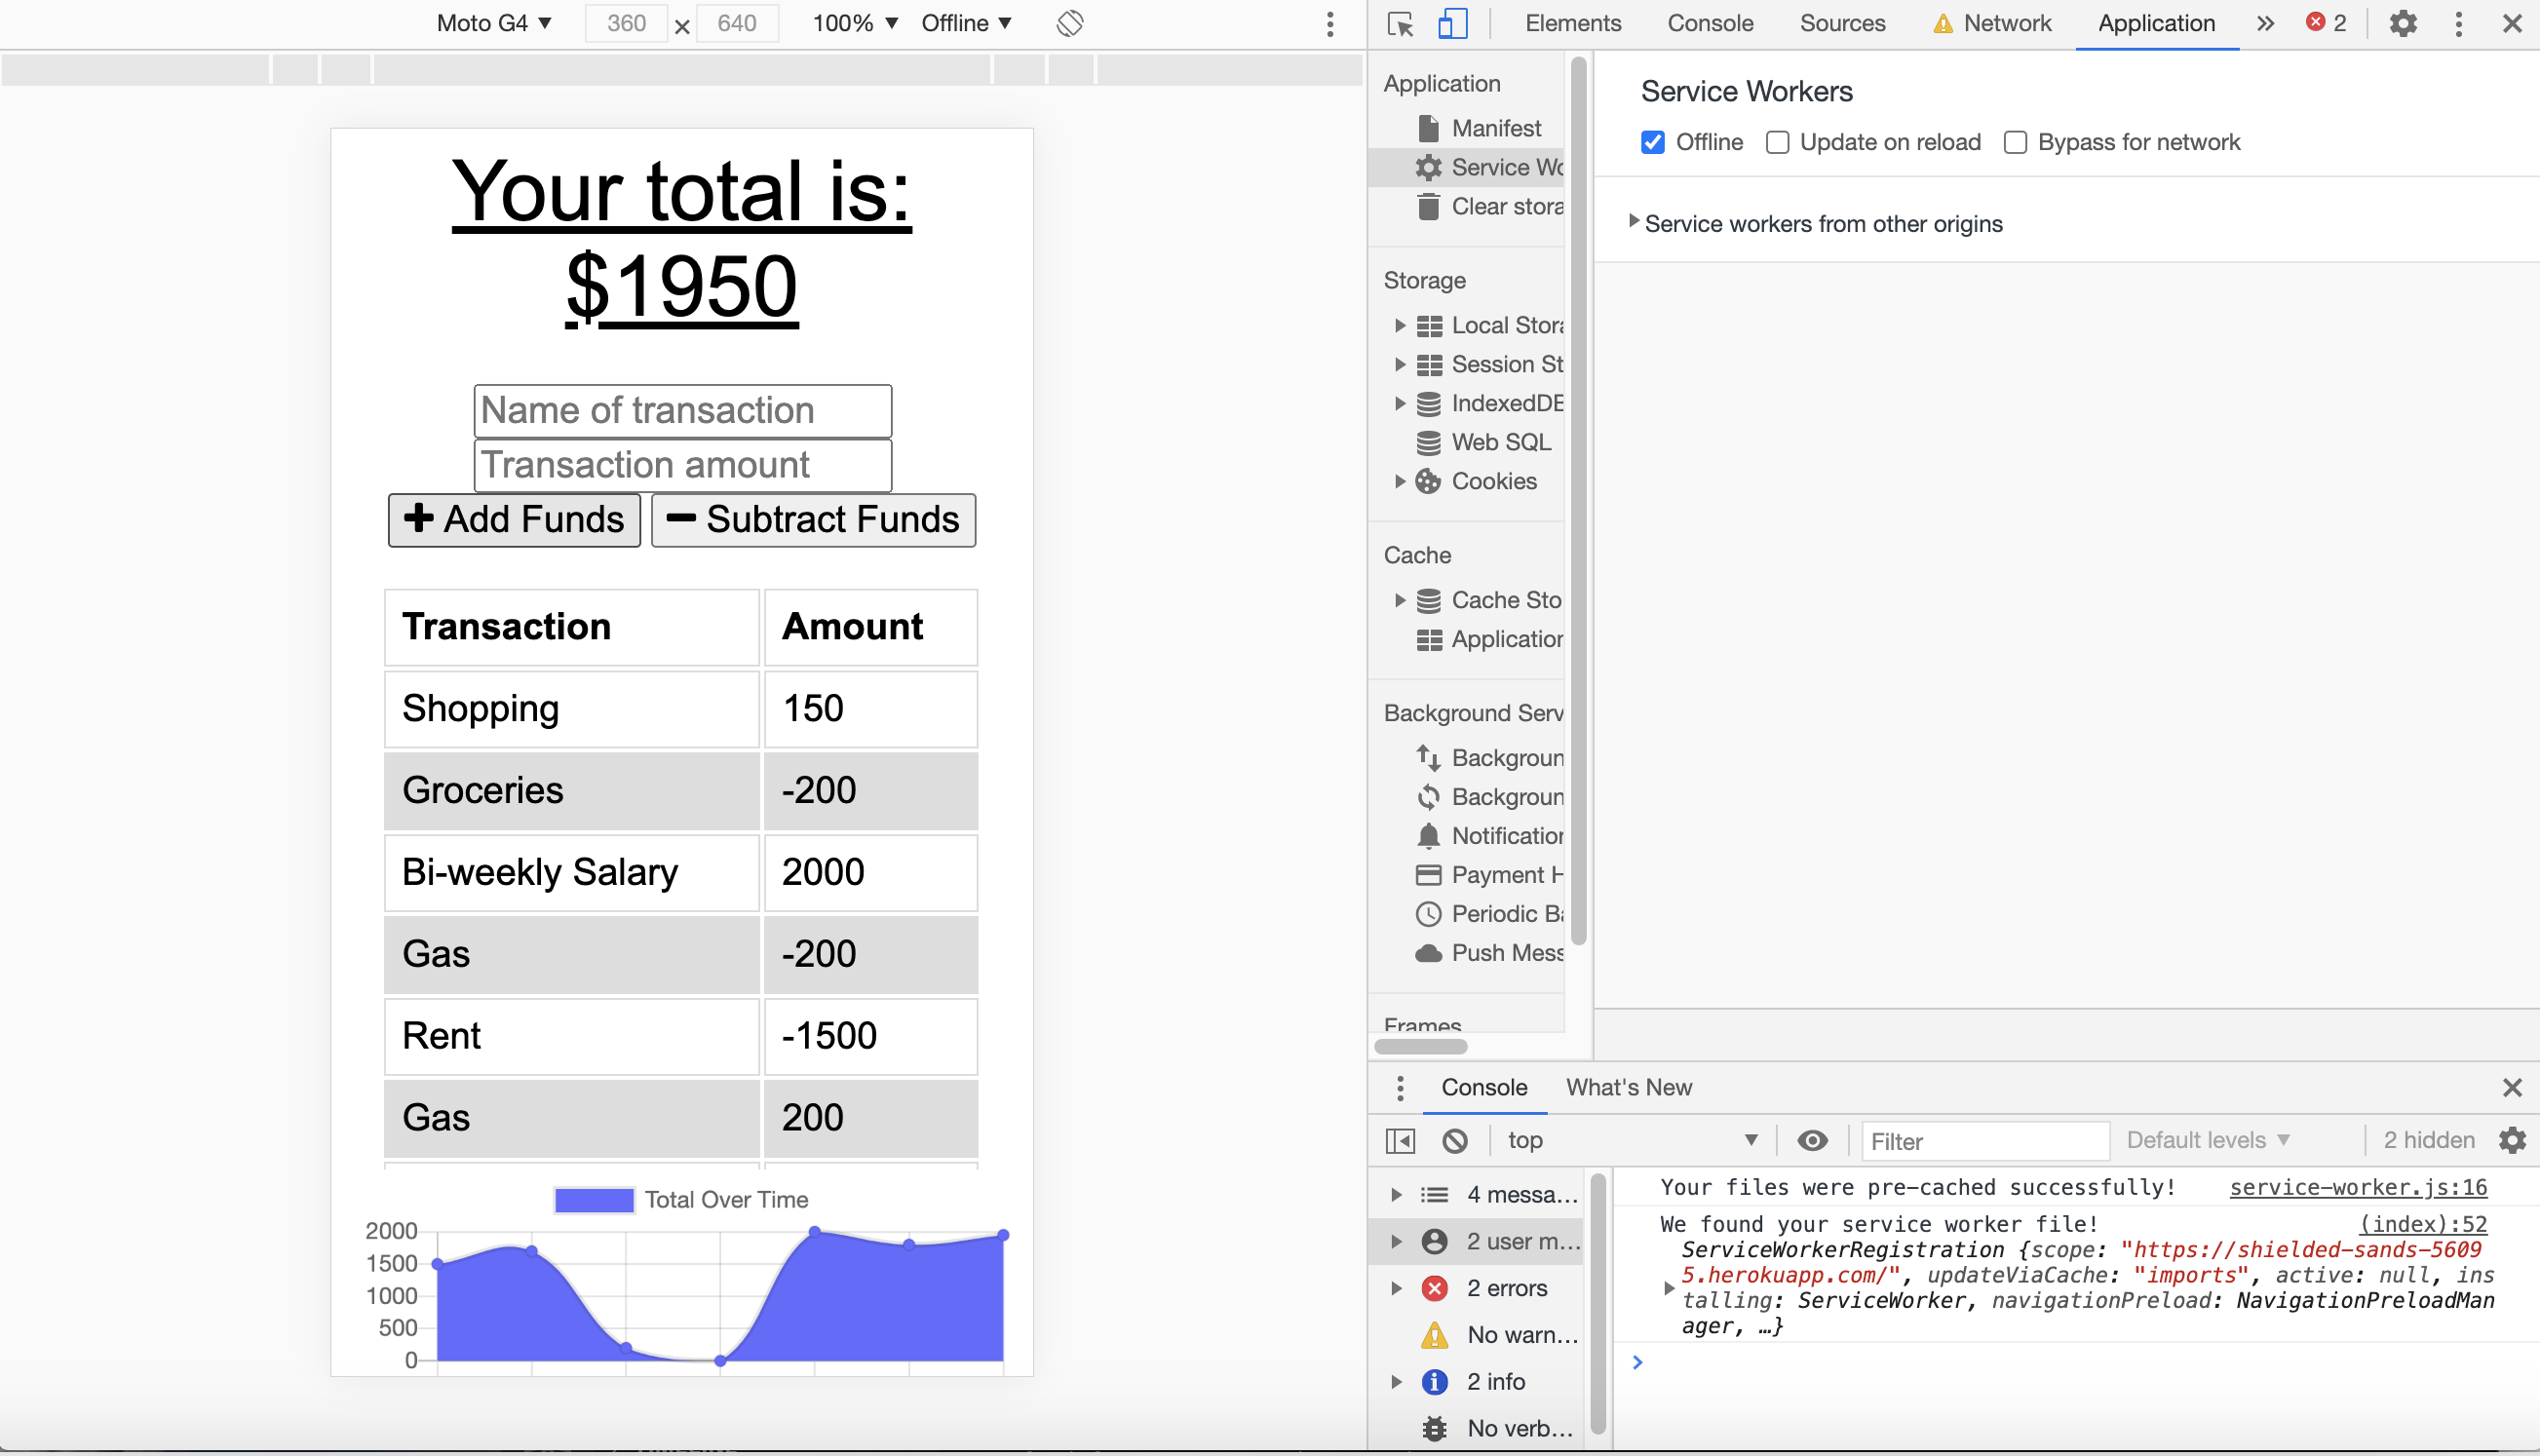 Moto G4 ▼ 360 × 640 100% ▼ Offline ▼
Your total is:
$1950
Name of transaction
Transaction amount
Add Funds Subtract Funds
Transaction Amount
Shopping 150
Groceries -200
Bi-weekly Salary 2000
Gas -200
Rent -1500
Gas 200
Total Over Time
2000
1500
1000
500
0
Elements Console Sources Network Application 2
Application
Manifest
Service Wo
Clear stora
Storage
Local Stora
Session St
IndexedDB
Web SQL
Cookies
Cache
Cache Sto
Application
Background Serv
Backgroun
Backgroun
Notification
Payment H
Periodic Ba
Push Mess
Frames
Service Workers
Offline Update on reload Bypass for network
Service workers from other origins
Console What's New
top ▼ Filter Default levels ▼ 2 hidden
4 messa…
2 user m…
2 errors
No warn…
2 info
No verb…
Your files were pre-cached successfully! service-worker.js:16
We found your service worker file! (index):52
ServiceWorkerRegistration {scope: "https://shielded-sands-5609
5.herokuapp.com/", updateViaCache: "imports", active: null, ins
talling: ServiceWorker, navigationPreload: NavigationPreloadMan
ager, …}